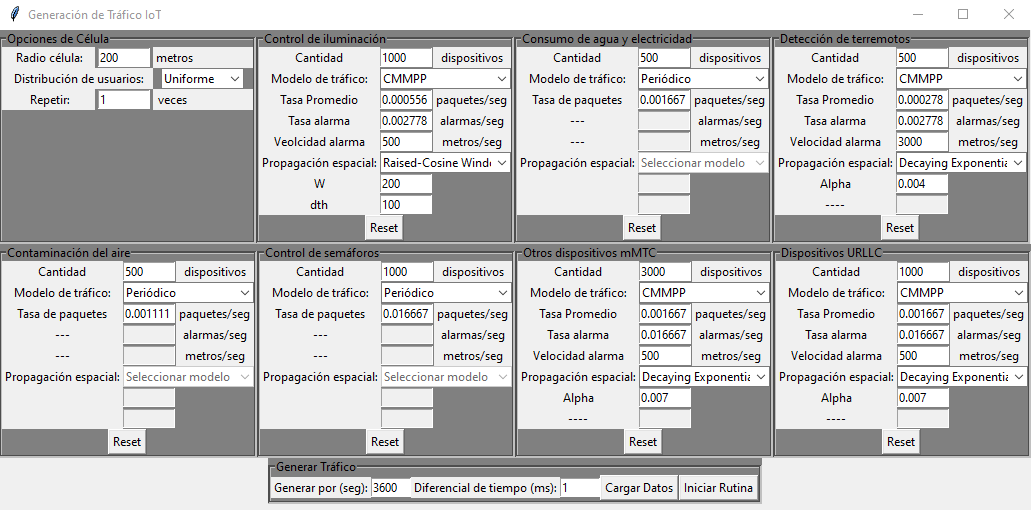 Generación de Tráfico IoT
Opciones de Célula
Radio célula: 200 metros
Distribución de usuarios: Uniforme
Repetir: 1 veces
Control de iluminación
Cantidad 1000 dispositivos
Modelo de tráfico: CMMPP
Tasa Promedio 0.000556 paquetes/seg
Tasa alarma 0.002778 alarmas/seg
Veolcidad alarma 500 metros/seg
Propagación espacial: Raised-Cosine Windo
W 200
dth 100
Reset
Consumo de agua y electricidad
Cantidad 500 dispositivos
Modelo de tráfico: Periódico
Tasa de paquetes 0.001667 paquetes/seg
--- alarmas/seg
--- metros/seg
Propagación espacial: Seleccionar modelo
Reset
Detección de terremotos
Cantidad 500 dispositivos
Modelo de tráfico: CMMPP
Tasa Promedio 0.000278 paquetes/seg
Tasa alarma 0.002778 alarmas/seg
Velocidad alarma 3000 metros/seg
Propagación espacial: Decaying Exponentia
Alpha 0.004
----
Reset
Contaminación del aire
Cantidad 500 dispositivos
Modelo de tráfico: Periódico
Tasa de paquetes 0.001111 paquetes/seg
--- alarmas/seg
--- metros/seg
Propagación espacial: Seleccionar modelo
Reset
Control de semáforos
Cantidad 1000 dispositivos
Modelo de tráfico: Periódico
Tasa de paquetes 0.016667 paquetes/seg
--- alarmas/seg
--- metros/seg
Propagación espacial: Seleccionar modelo
Reset
Otros dispositivos mMTC
Cantidad 3000 dispositivos
Modelo de tráfico: CMMPP
Tasa Promedio 0.001667 paquetes/seg
Tasa alarma 0.016667 alarmas/seg
Velocidad alarma 500 metros/seg
Propagación espacial: Decaying Exponentia
Alpha 0.007
----
Reset
Dispositivos URLLC
Cantidad 1000 dispositivos
Modelo de tráfico: CMMPP
Tasa Promedio 0.001667 paquetes/seg
Tasa alarma 0.016667 alarmas/seg
Velocidad alarma 500 metros/seg
Propagación espacial: Decaying Exponentia
Alpha 0.007
----
Reset
Generar Tráfico
Generar por (seg): 3600 Diferencial de tiempo (ms): 1 Cargar Datos Iniciar Rutina